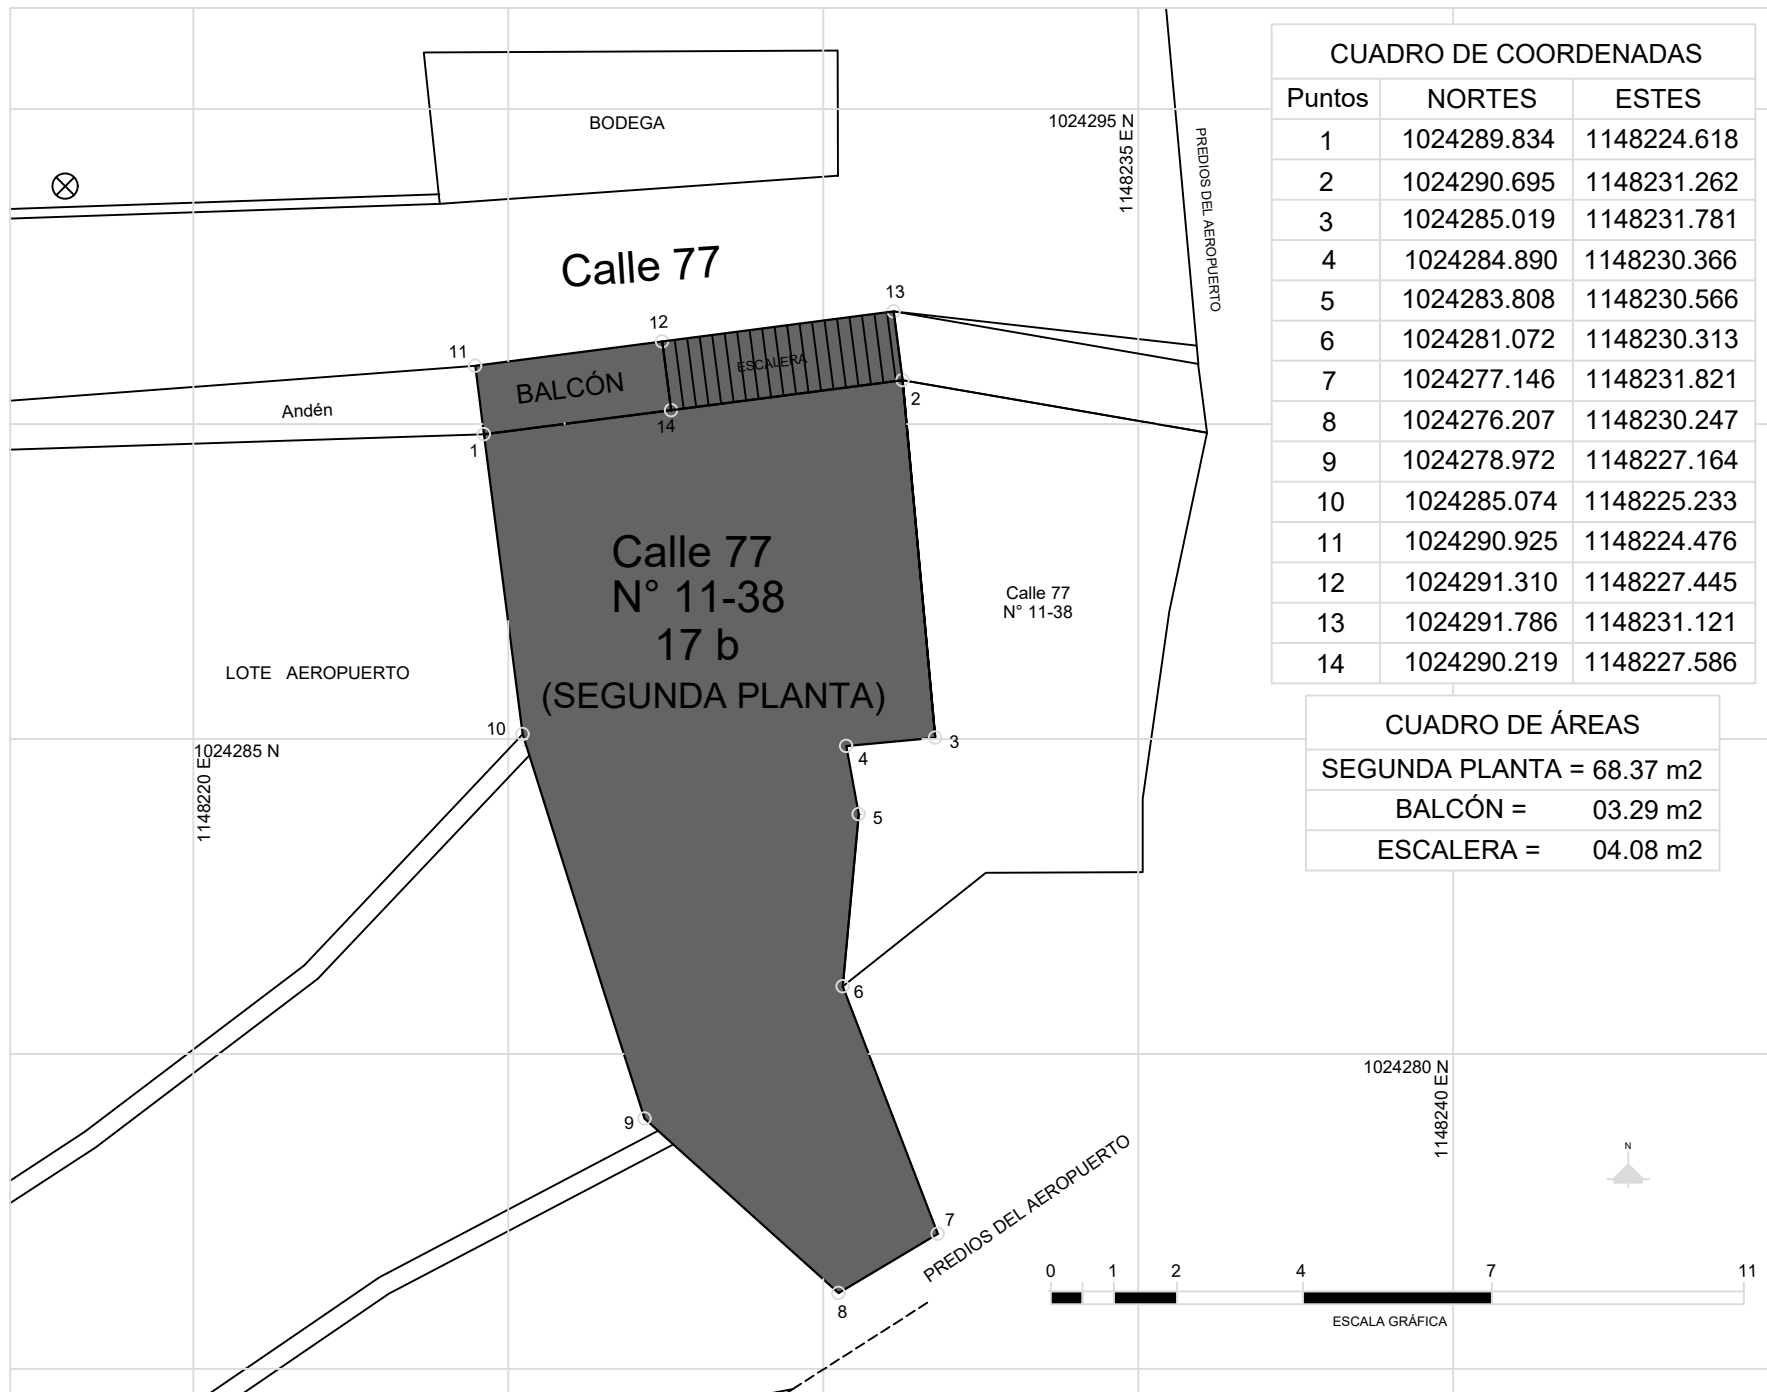 CUADRO DE COORDENADAS
Puntos NORTES ESTES
1 1024289.834 1148224.618
2 1024290.695 1148231.262
3 1024285.019 1148231.781
4 1024284.890 1148230.366
5 1024283.808 1148230.566
6 1024281.072 1148230.313
7 1024277.146 1148231.821
8 1024276.207 1148230.247
9 1024278.972 1148227.164
10 1024285.074 1148225.233
11 1024290.925 1148224.476
12 1024291.310 1148227.445
13 1024291.786 1148231.121
14 1024290.219 1148227.586
CUADRO DE ÁREAS
SEGUNDA PLANTA = 68.37 m2
BALCÓN = 03.29 m2
ESCALERA = 04.08 m2
BODEGA
1024295 N
1148235 E
PREDIOS DEL AEROPUERTO
Calle 77
13
12
11
ESCALERA
BALCÓN
Andén
2
14
1
Calle 77
N° 11-38
17 b
(SEGUNDA PLANTA)
Calle 77
N° 11-38
LOTE AEROPUERTO
10
3
4
1024285 N
1148220 E
5
6
1024280 N
1148240 E
9
7
PREDIOS DEL AEROPUERTO
8
N
0 1 2 4 7 11
ESCALA GRÁFICA